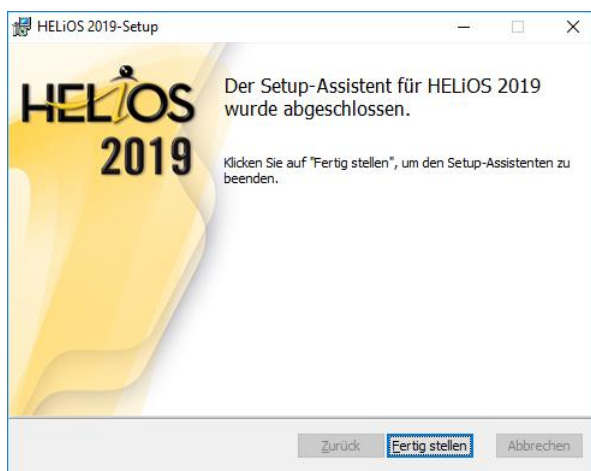 HELiOS 2019-Setup
HELiOS
2019
Der Setup-Assistent für HELiOS 2019
wurde abgeschlossen.
Klicken Sie auf "Fertig stellen", um den Setup-Assistenten zu
beenden.
Zurück Fertig stellen Abbrechen